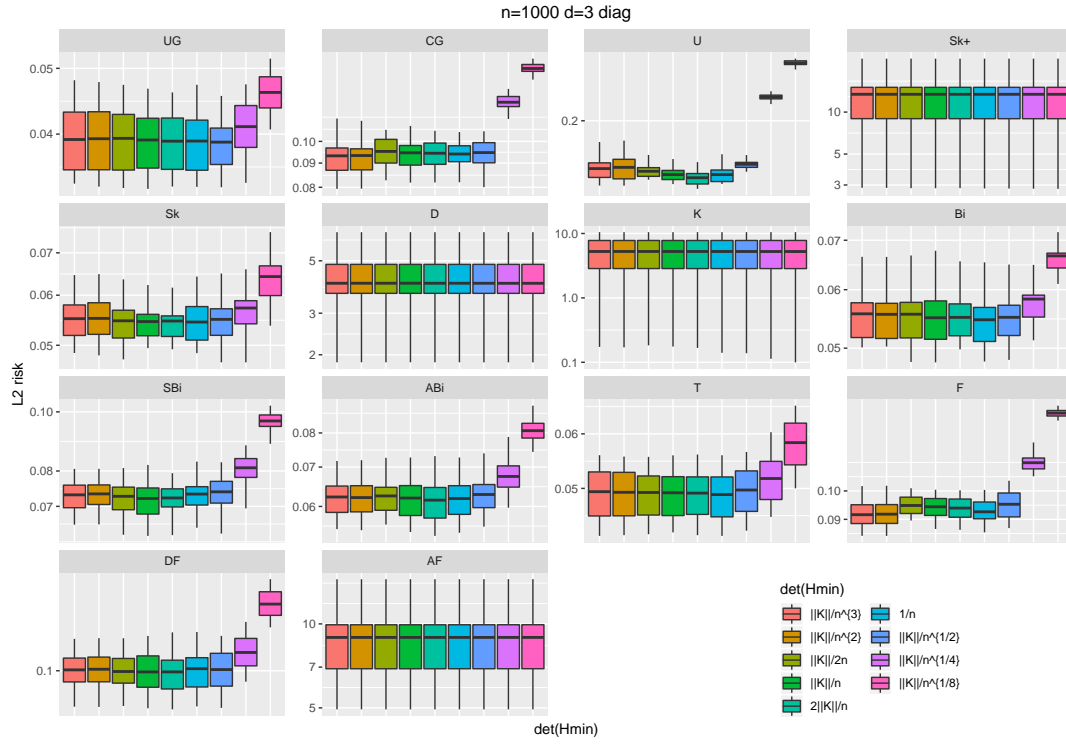 n=1000 d=3 diag
UG
CG
U
Sk+
0.05
0.04
0.10
0.09
0.08
0.2
10
5
3
Sk
D
K
Bi
0.07
0.06
0.05
5
3
2
10.0
1.0
0.1
0.07
0.06
0.05
L2 risk
SBi
ABi
T
F
0.10
0.08
0.07
0.08
0.07
0.06
0.06
0.05
0.10
0.09
DF
AF
0.1
10
7
5
det(Hmin)
det(Hmin)
||K||/n^{3}
||K||/n^{2}
||K||/2n
||K||/n
2||K||/n
1/n
||K||/n^{1/2}
||K||/n^{1/4}
||K||/n^{1/8}